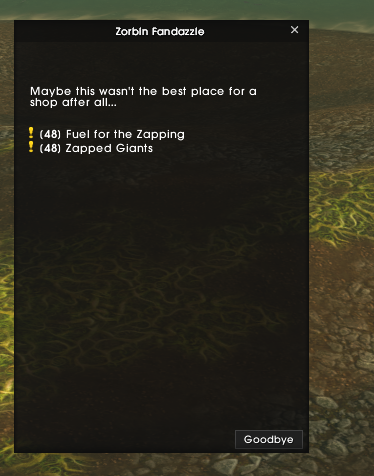 Zorbin Fandazzle
Maybe this wasn't the best place for a
shop after all...
(48) Fuel for the Zapping
(48) Zapped Giants
Goodbye